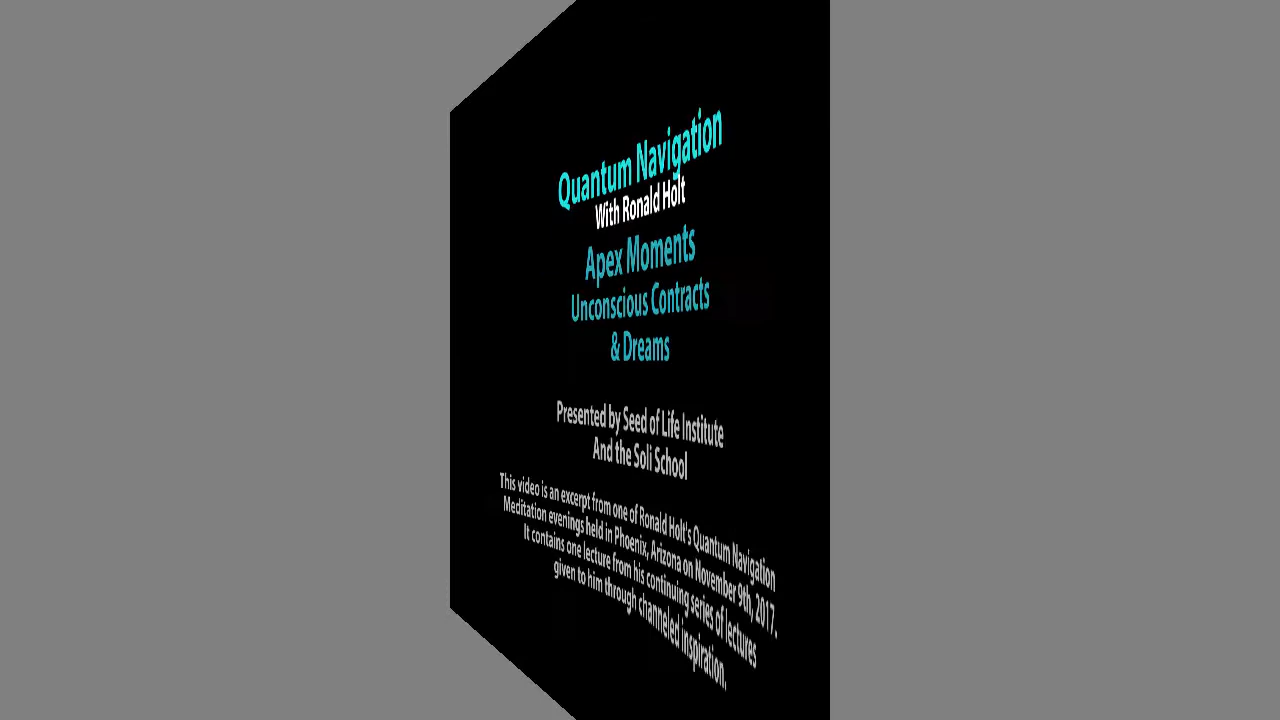 Quantum Navigation
With Ronald Holt
Apex Moments
Unconscious Contracts
& Dreams
Presented by Seed of Life Institute
And the Soli School
This video is an excerpt from one of Ronald Holt's Quantum Navigation
Meditation evenings held in Phoenix, Arizona on November 9th, 2017.
It contains one lecture from his continuing series of lectures
given to him through channeled inspiration.